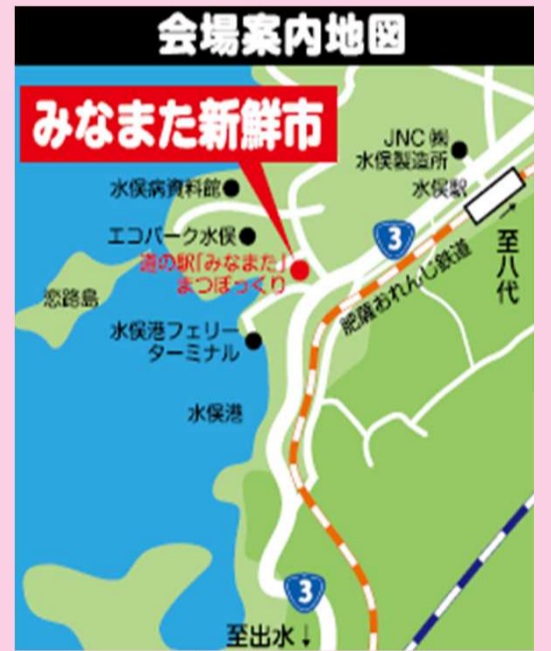 会場案内地図
みなまた新鮮市
JNC㈱
水俣製造所
水俣病資料館
水俣駅
エコパーク水俣
3
至八代
道の駅「みなまた」
まつぼっくり
恋路島
肥薩おれんじ鉄道
水俣港フェリー
ターミナル
水俣港
3
至出水↓